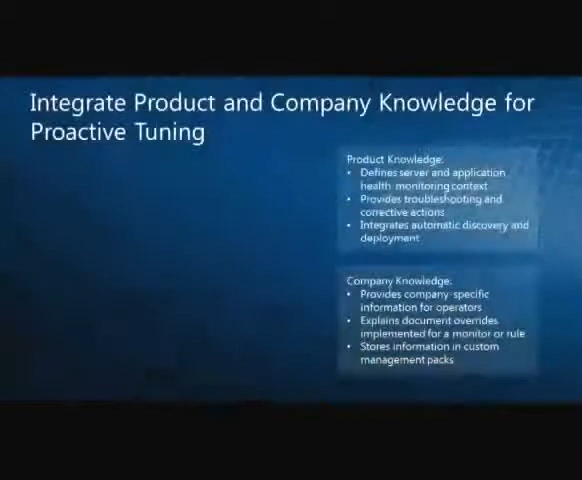 Integrate Product and Company Knowledge for
Proactive Tuning
Product Knowledge:
• Defines server and application
health monitoring context
• Provides troubleshooting and
corrective actions
• Integrates automatic discovery and
deployment
Company Knowledge:
• Provides company-specific
information for operators
• Explains document overrides
implemented for a monitor or rule
• Stores information in custom
management packs